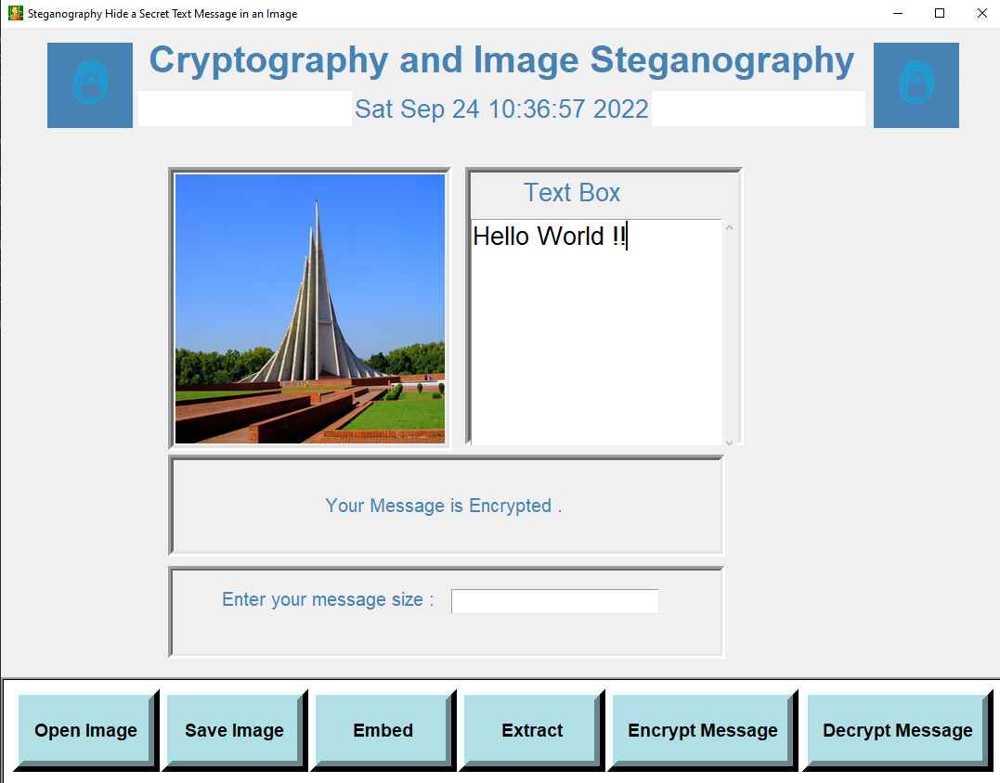 Steganography Hide a Secret Text Message in an Image
Cryptography and Image Steganography
Sat Sep 24 10:36:57 2022
Text Box
Hello World !!
Your Message is Encrypted .
Enter your message size :
Open Image
Save Image
Embed
Extract
Encrypt Message
Decrypt Message